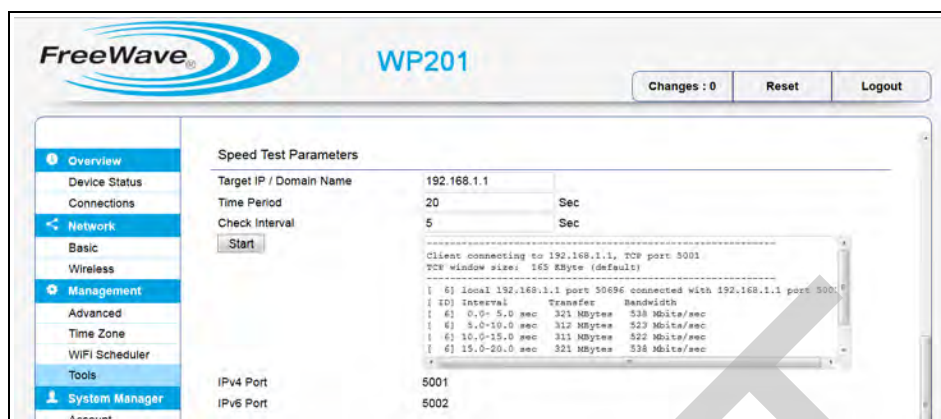 FreeWave®
WP201
Changes : 0 Reset Logout
Overview
Device Status
Connections
Network
Basic
Wireless
Management
Advanced
Time Zone
WiFi Scheduler
Tools
System Manager
Account
Speed Test Parameters
Target IP / Domain Name 192.168.1.1
Time Period 20 Sec
Check Interval 5 Sec
Start
------------------------------------------------------------
Client connecting to 192.168.1.1, TCP port 5001
TCP window size: 165 KByte (default)
------------------------------------------------------------
[ 6] local 192.168.1.1 port 50696 connected with 192.168.1.1 port 5001
[ ID] Interval Transfer Bandwidth
[ 6] 0.0- 5.0 sec 321 MBytes 538 Mbits/sec
[ 6] 5.0-10.0 sec 312 MBytes 523 Mbits/sec
[ 6] 10.0-15.0 sec 311 MBytes 522 Mbits/sec
[ 6] 15.0-20.0 sec 321 MBytes 538 Mbits/sec
IPv4 Port 5001
IPv6 Port 5002